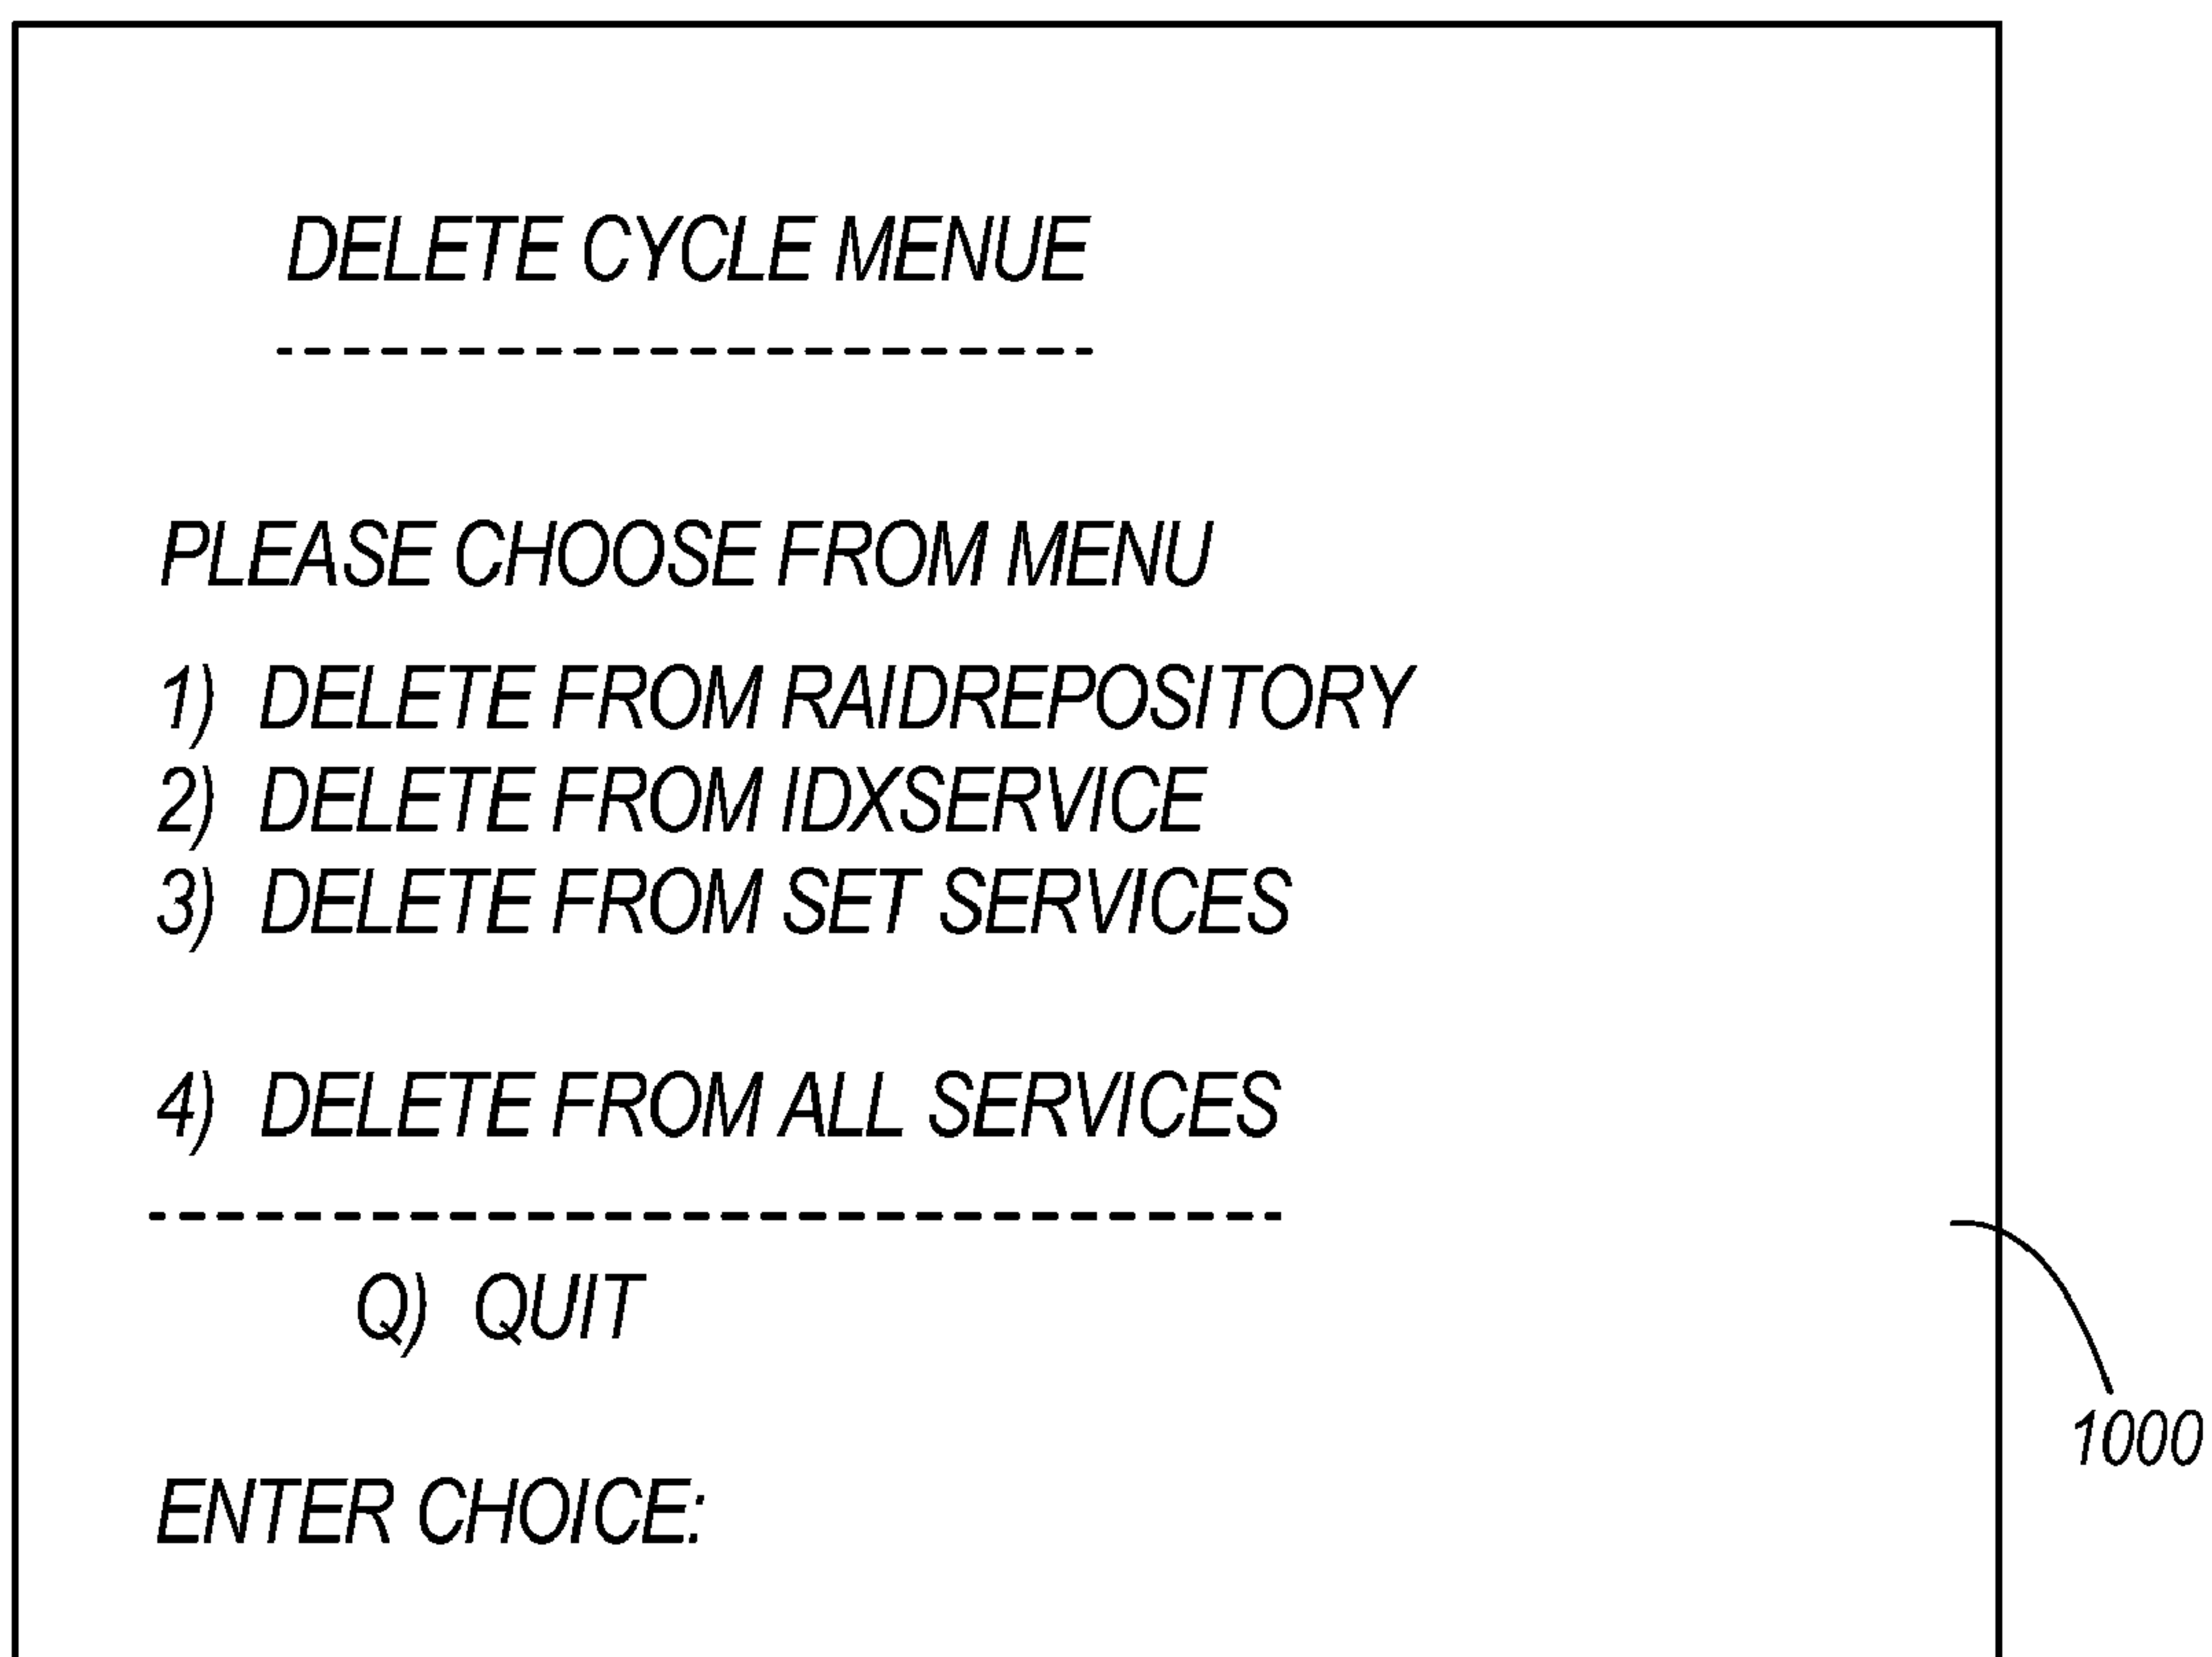 DELETE CYCLE MENUE
---------------------
PLEASE CHOOSE FROM MENU
1) DELETE FROM RAIDREPOSITORY
2) DELETE FROM IDXSERVICE
3) DELETE FROM SET SERVICES
4) DELETE FROM ALL SERVICES
-----------------------------
Q) QUIT
1000
ENTER CHOICE: